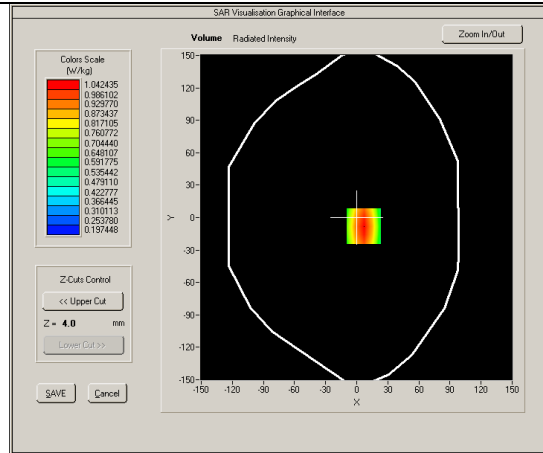 SAR Visualisation Graphical Interface
Volume Radiated Intensity
Zoom In/Out
Colors Scale
(W/kg)
1.042435
0.986102
0.929770
0.873437
0.817105
0.760772
0.704440
0.648107
0.591775
0.535442
0.479110
0.422777
0.366445
0.310113
0.253780
0.197448
Z-Cuts Control
<< Upper Cut
Z = 4.0 mm
Lower Cut >>
SAVE Cancel
150
120
90
60
30
0
-30
-60
-90
-120
-150
Y
-150 -120 -90 -60 -30 0 30 60 90 120 150
X